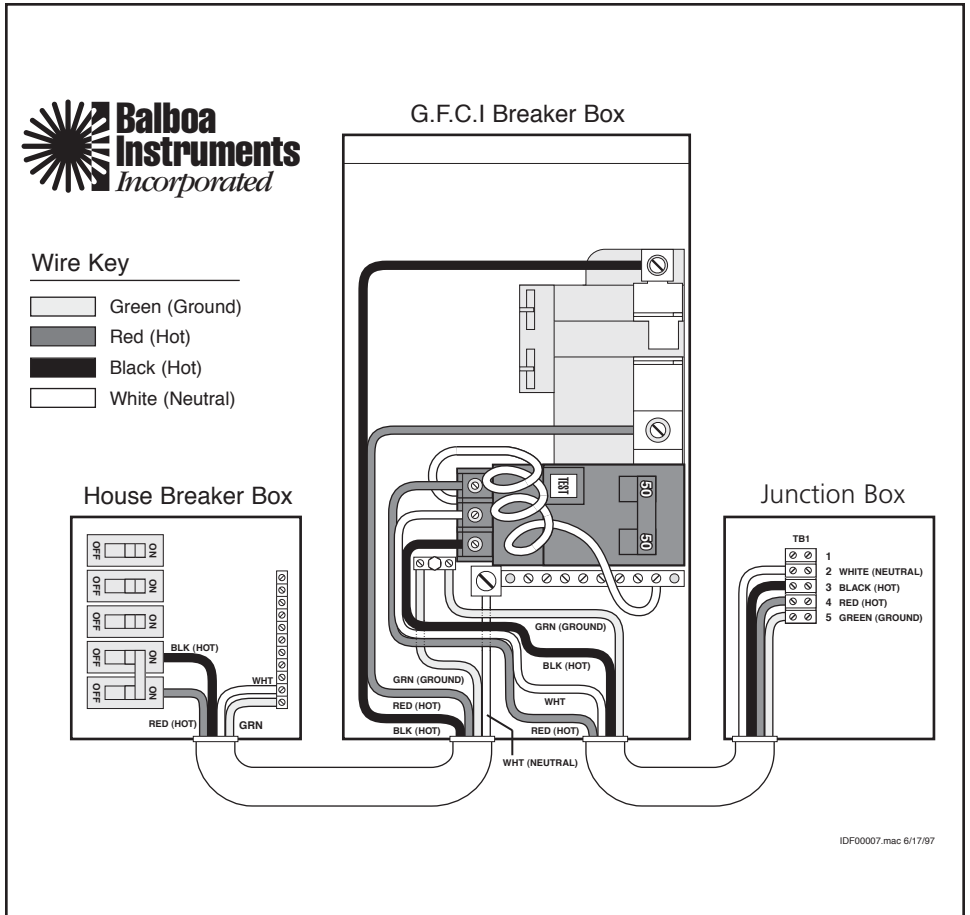 Balboa
Instruments
Incorporated
G.F.C.I Breaker Box
Wire Key
Green (Ground)
Red (Hot)
Black (Hot)
White (Neutral)
House Breaker Box
OFF ON
OFF ON
OFF ON
OFF ON
OFF ON
BLK (HOT)
WHT
RED (HOT)
GRN
TEST
50
50
GRN (GROUND)
BLK (HOT)
GRN (GROUND)
WHT
RED (HOT)
BLK (HOT)
RED (HOT)
WHT (NEUTRAL)
Junction Box
TB1
1
2 WHITE (NEUTRAL)
3 BLACK (HOT)
4 RED (HOT)
5 GREEN (GROUND)
IDF00007.mac 6/17/97